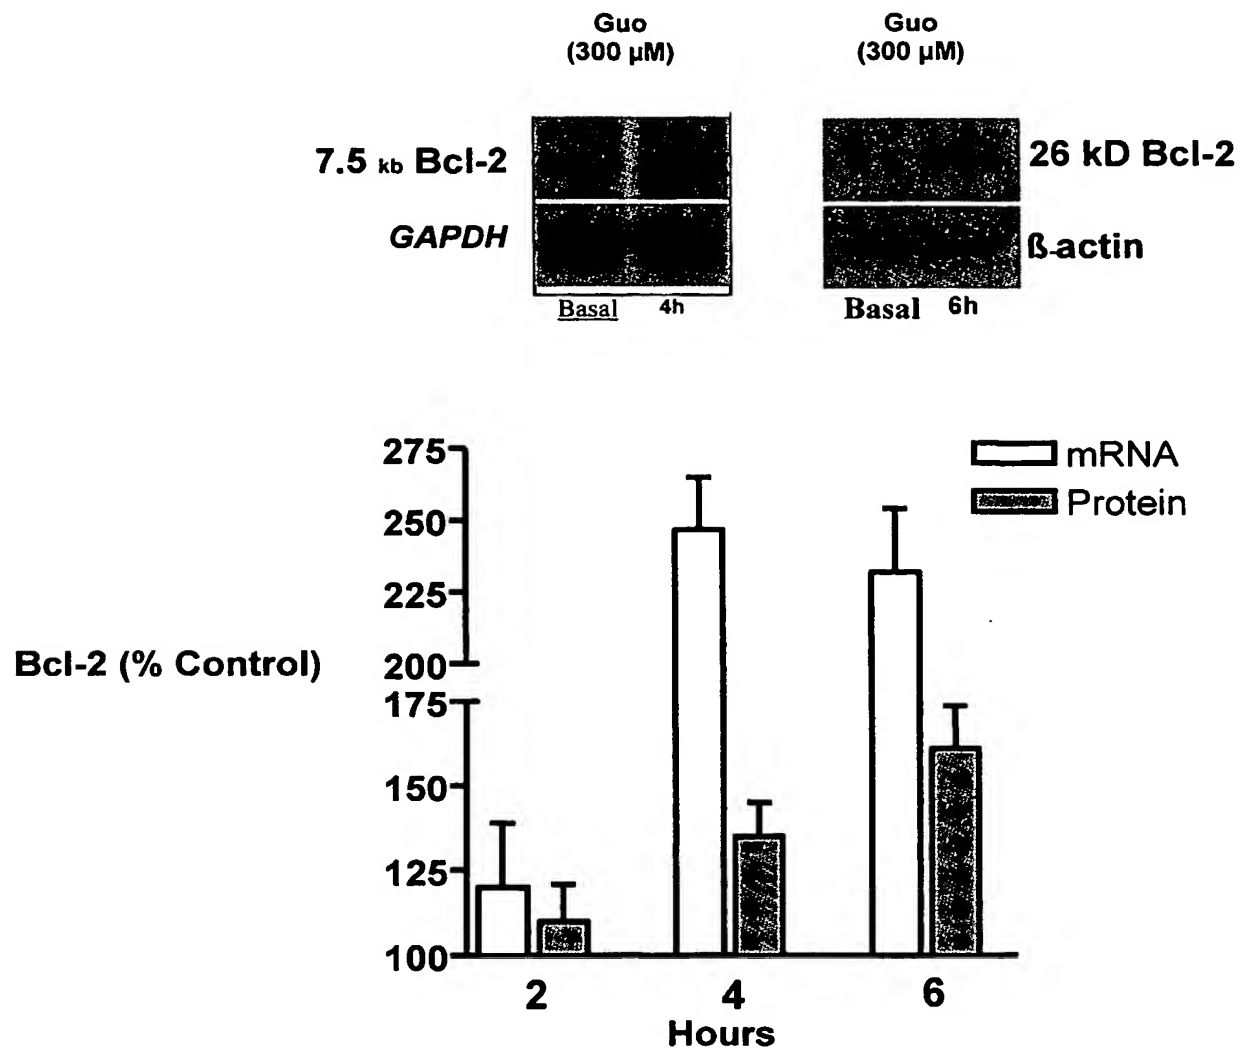 Guo Guo
(300 µM) (300 µM)
7.5 kb Bcl-2 26 kD Bcl-2
GAPDH ß-actin
Basal 4h Basal 6h
275
mRNA
Protein
250
225
Bcl-2 (% Control)
200
175
150
125
100
2 4 6
Hours